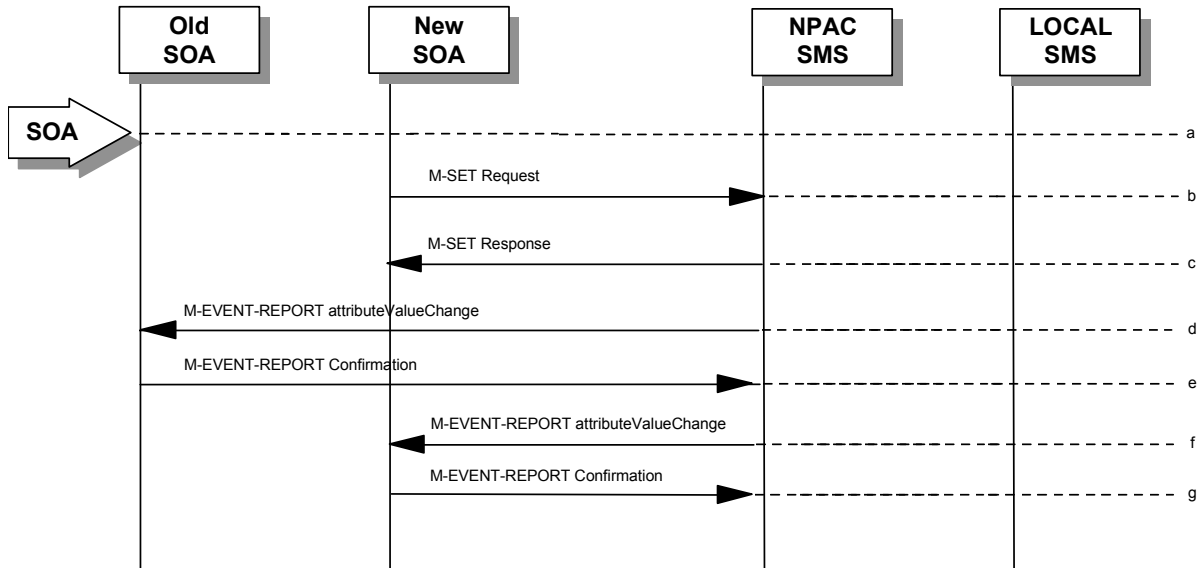 Old
SOA
New
SOA
NPAC
SMS
LOCAL
SMS
SOA
a
M-SET Request
b
M-SET Response
c
M-EVENT-REPORT attributeValueChange
d
M-EVENT-REPORT Confirmation
e
M-EVENT-REPORT attributeValueChange
f
M-EVENT-REPORT Confirmation
g